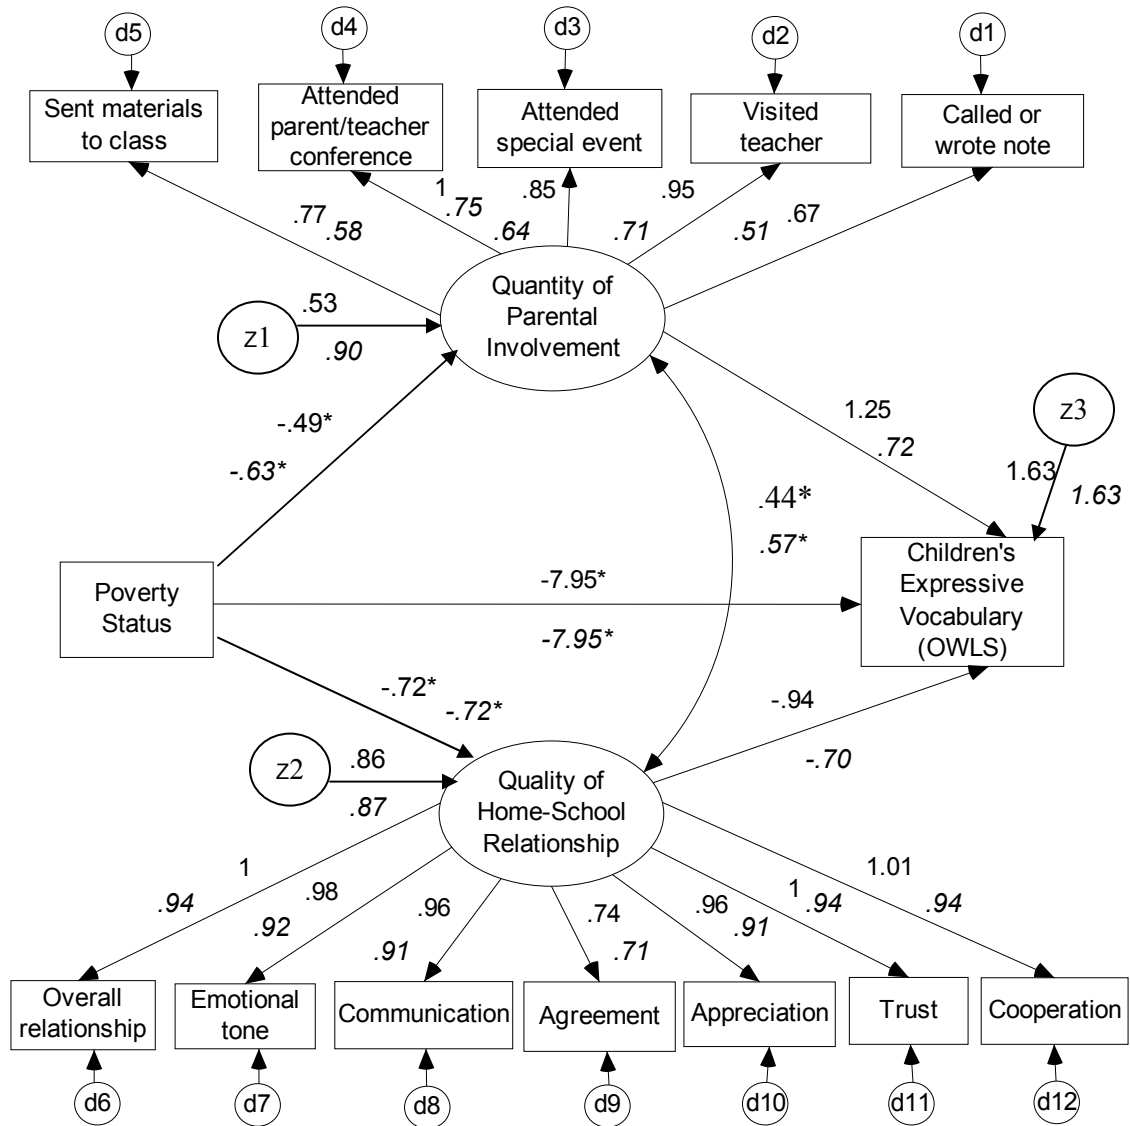 d5
d4
d3
d2
d1
Sent materials
to class
Attended
parent/teacher
conference
Attended
special event
Visited
teacher
Called or
wrote note
.77
.58
1
.75
.85
.64
.95
.71
.67
.51
Quantity of
Parental
Involvement
z1
.53
.90
-.49*
-.63*
1.25
.72
z3
1.63
1.63
.44*
.57*
Poverty
Status
-7.95*
-7.95*
Children's
Expressive
Vocabulary
(OWLS)
-.72*
-.72*
-.94
-.70
z2
.86
.87
Quality of
Home-School
Relationship
1
.94
.98
.92
.96
.91
.74
.71
.96
.91
1
.94
1.01
.94
Overall
relationship
Emotional
tone
Communication
Agreement
Appreciation
Trust
Cooperation
d6
d7
d8
d9
d10
d11
d12